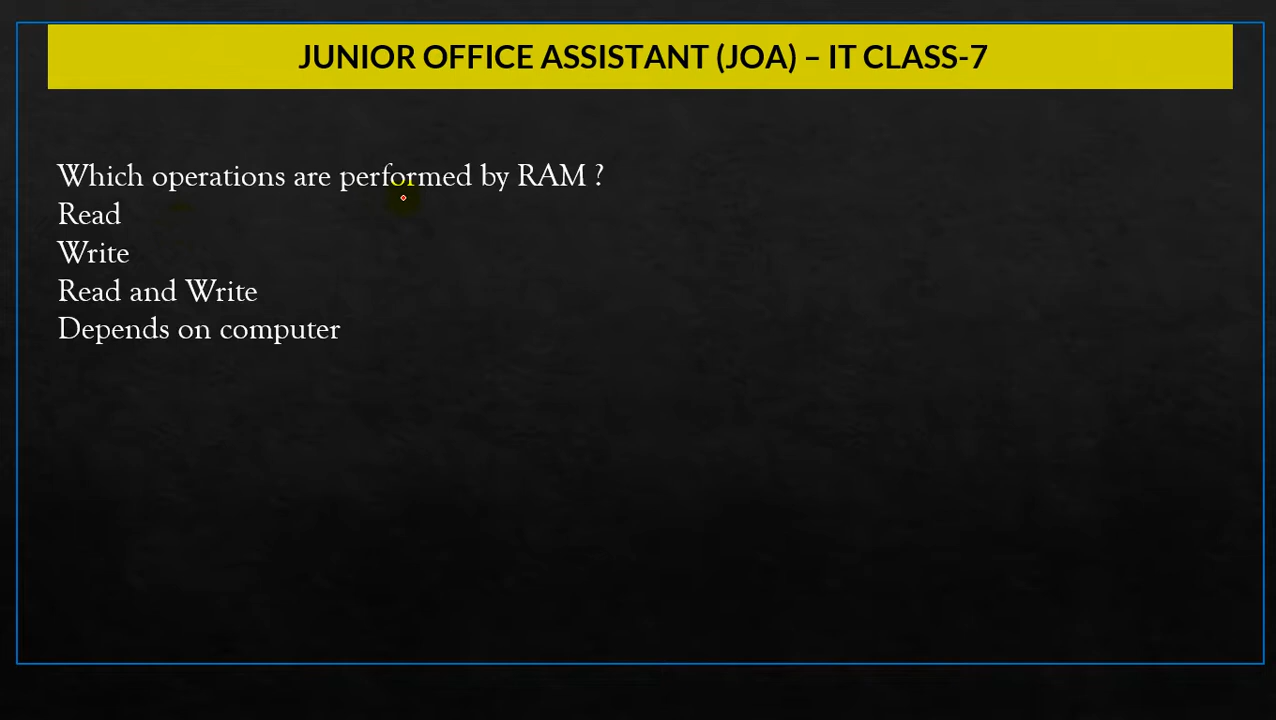 JUNIOR OFFICE ASSISTANT (JOA) – IT CLASS-7
Which operations are performed by RAM ?
Read
Write
Read and Write
Depends on computer